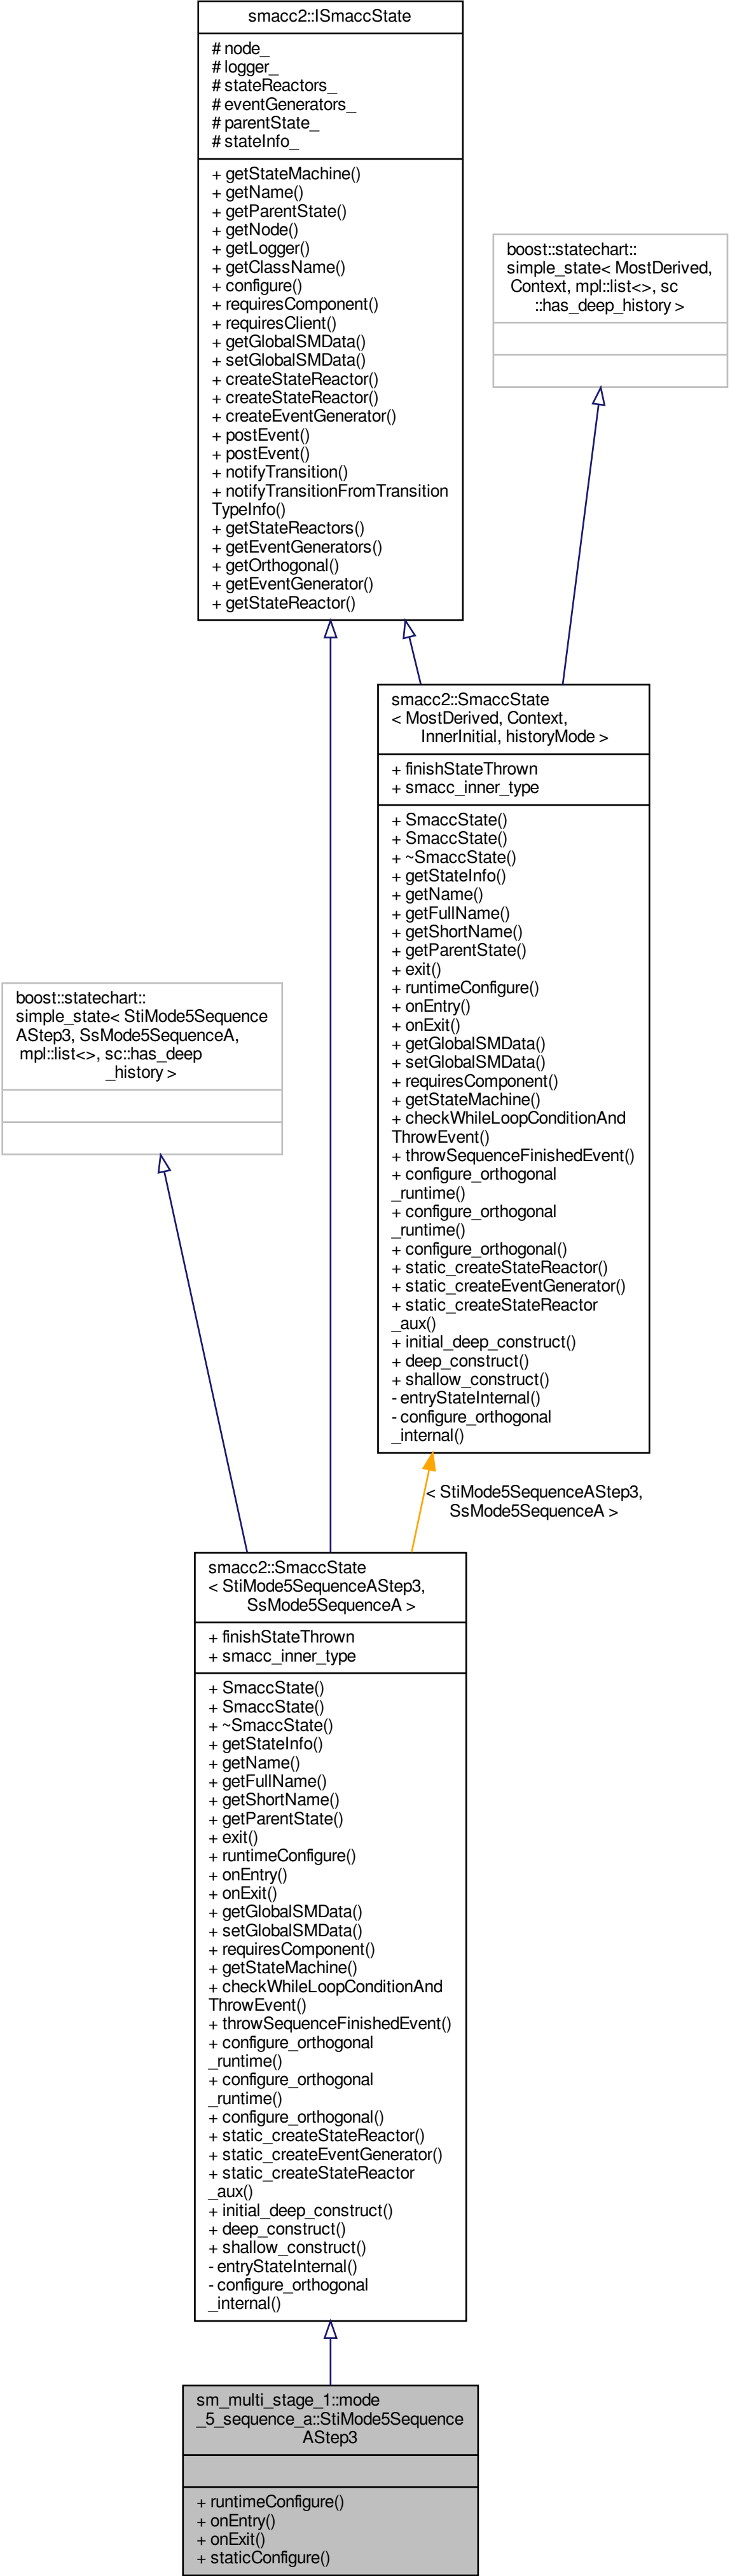 smacc2::ISmaccState
# node_
# logger_
# stateReactors_
# eventGenerators_
# parentState_
# stateInfo_
+ getStateMachine()
+ getName()
+ getParentState()
+ getNode()
+ getLogger()
+ getClassName()
+ configure()
+ requiresComponent()
+ requiresClient()
+ getGlobalSMData()
+ setGlobalSMData()
+ createStateReactor()
+ createStateReactor()
+ createEventGenerator()
+ postEvent()
+ postEvent()
+ notifyTransition()
+ notifyTransitionFromTransition
TypeInfo()
+ getStateReactors()
+ getEventGenerators()
+ getOrthogonal()
+ getEventGenerator()
+ getStateReactor()
boost::statechart::
simple_state< MostDerived,
Context, mpl::list<>, sc
::has_deep_history >
smacc2::SmaccState
< MostDerived, Context,
InnerInitial, historyMode >
+ finishStateThrown
+ smacc_inner_type
+ SmaccState()
+ SmaccState()
+ ~SmaccState()
+ getStateInfo()
+ getName()
+ getFullName()
+ getShortName()
+ getParentState()
+ exit()
+ runtimeConfigure()
+ onEntry()
+ onExit()
+ getGlobalSMData()
+ setGlobalSMData()
+ requiresComponent()
+ getStateMachine()
+ checkWhileLoopConditionAnd
ThrowEvent()
+ throwSequenceFinishedEvent()
+ configure_orthogonal
_runtime()
+ configure_orthogonal
_runtime()
+ configure_orthogonal()
+ static_createStateReactor()
+ static_createEventGenerator()
+ static_createStateReactor
_aux()
+ initial_deep_construct()
+ deep_construct()
+ shallow_construct()
- entryStateInternal()
- configure_orthogonal
_internal()
boost::statechart::
simple_state< StiMode5Sequence
AStep3, SsMode5SequenceA,
mpl::list<>, sc::has_deep
_history >
< StiMode5SequenceAStep3,
SsMode5SequenceA >
smacc2::SmaccState
< StiMode5SequenceAStep3,
SsMode5SequenceA >
+ finishStateThrown
+ smacc_inner_type
+ SmaccState()
+ SmaccState()
+ ~SmaccState()
+ getStateInfo()
+ getName()
+ getFullName()
+ getShortName()
+ getParentState()
+ exit()
+ runtimeConfigure()
+ onEntry()
+ onExit()
+ getGlobalSMData()
+ setGlobalSMData()
+ requiresComponent()
+ getStateMachine()
+ checkWhileLoopConditionAnd
ThrowEvent()
+ throwSequenceFinishedEvent()
+ configure_orthogonal
_runtime()
+ configure_orthogonal
_runtime()
+ configure_orthogonal()
+ static_createStateReactor()
+ static_createEventGenerator()
+ static_createStateReactor
_aux()
+ initial_deep_construct()
+ deep_construct()
+ shallow_construct()
- entryStateInternal()
- configure_orthogonal
_internal()
sm_multi_stage_1::mode
_5_sequence_a::StiMode5Sequence
AStep3
+ runtimeConfigure()
+ onEntry()
+ onExit()
+ staticConfigure()